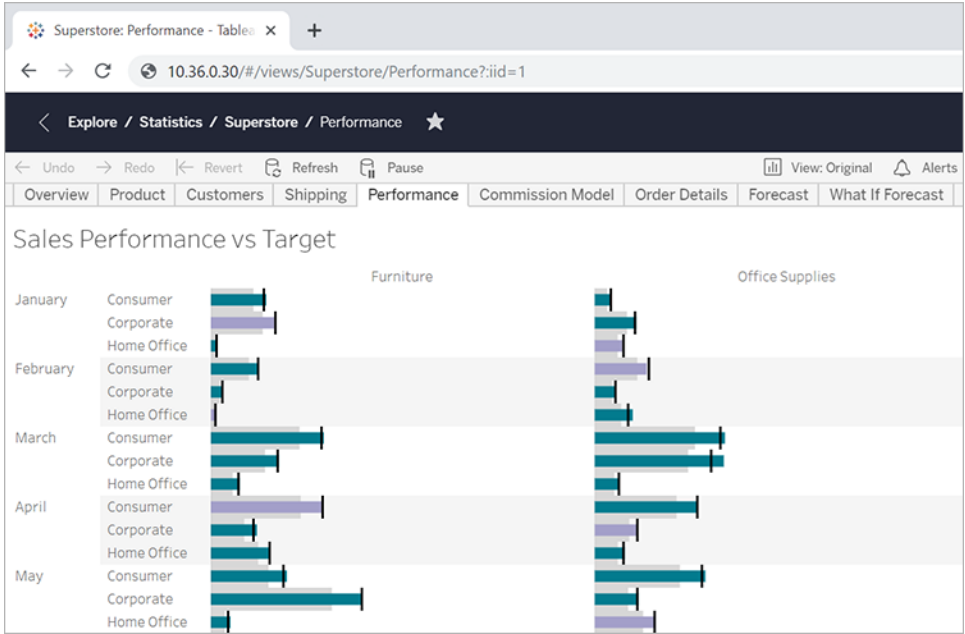 Superstore: Performance - Tablea
10.36.0.30/#/views/Superstore/Performance?:iid=1
Explore / Statistics / Superstore / Performance
Undo Redo Revert Refresh Pause View: Original Alerts
Overview Product Customers Shipping Performance Commission Model Order Details Forecast What If Forecast
Sales Performance vs Target
Furniture Office Supplies
January Consumer
Corporate
Home Office
February Consumer
Corporate
Home Office
March Consumer
Corporate
Home Office
April Consumer
Corporate
Home Office
May Consumer
Corporate
Home Office